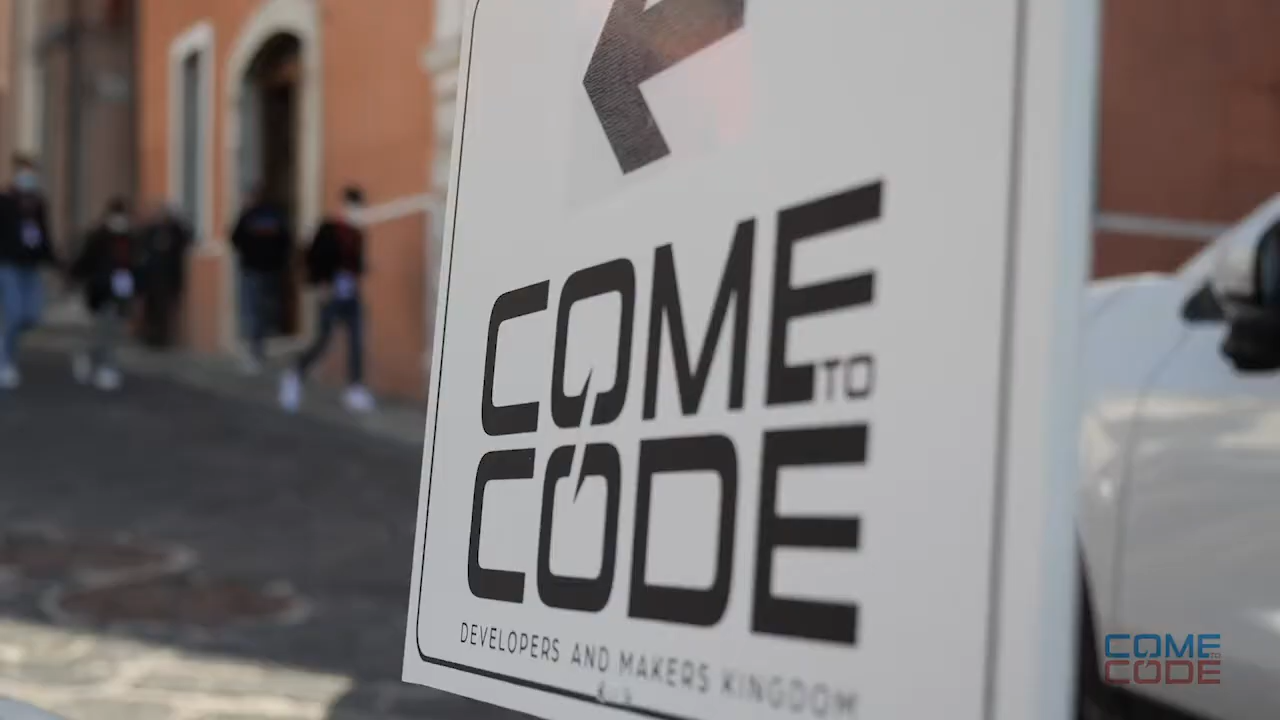 COME
TO
CODE
DEVELOPERS AND MAKERS KINGDOM
COME
TO
CODE